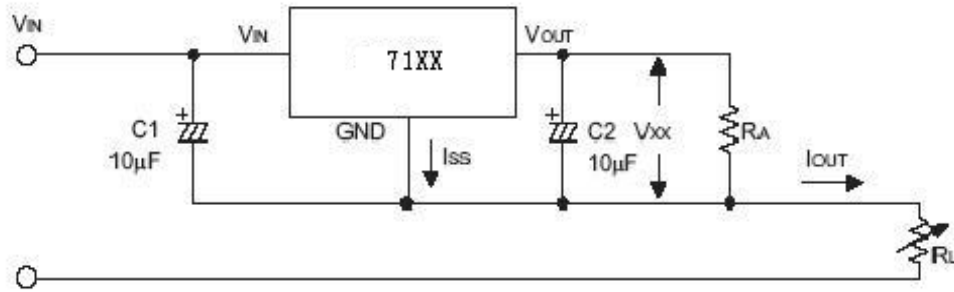 VIN
VIN
71XX
VOUT
GND
C1
10µF
+
ISS
+
C2
10µF
VXX
RA
IOUT
RL